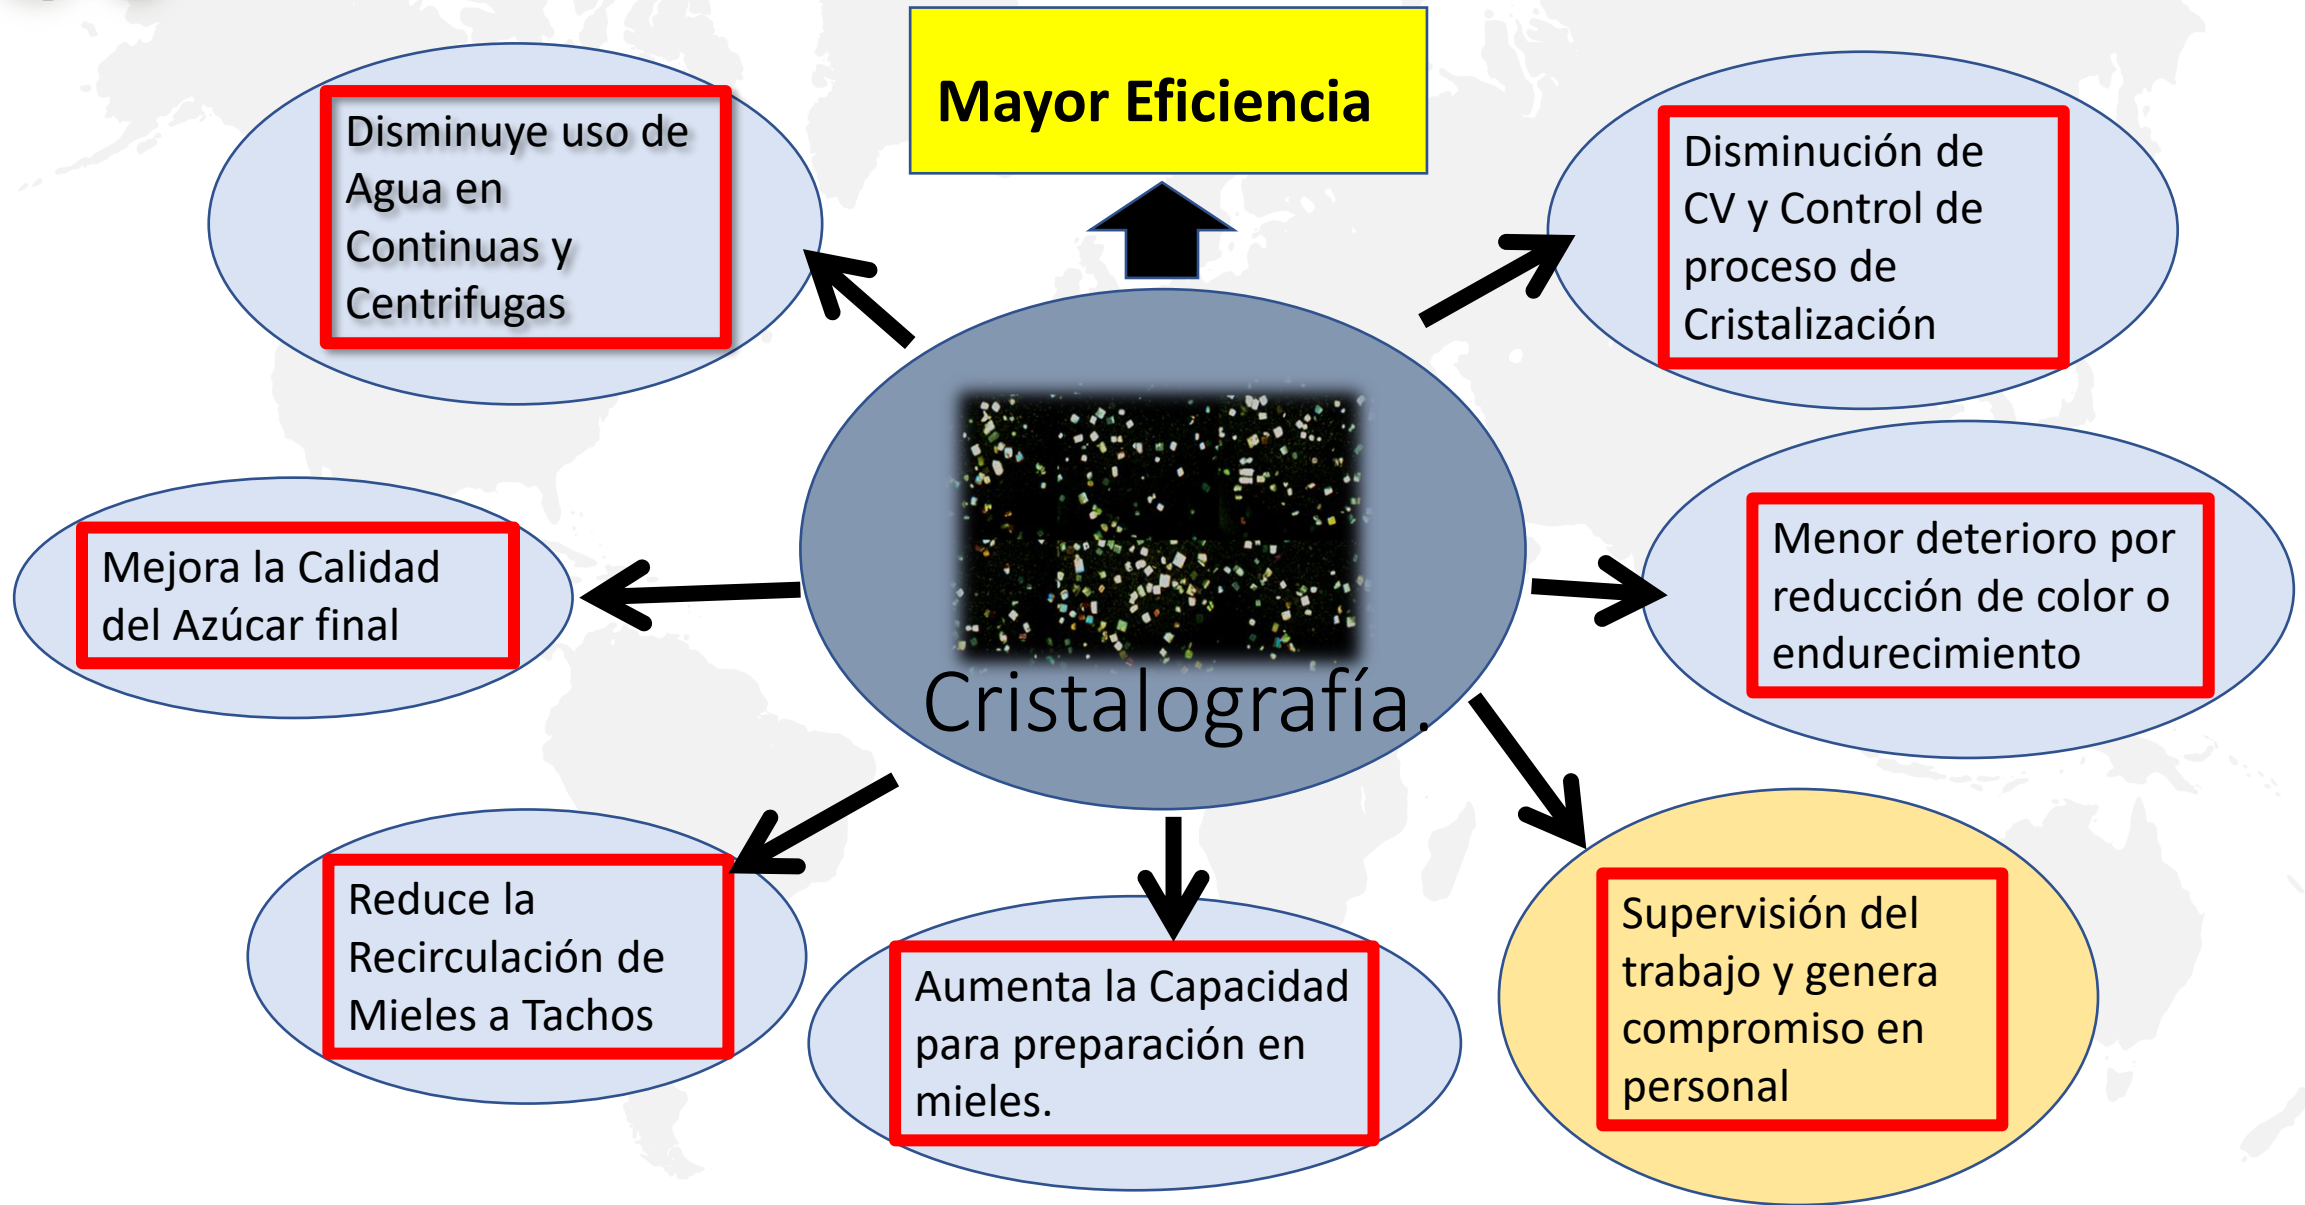 Mayor Eficiencia
Disminuye uso de
Agua en
Continuas y
Centrifugas
Disminución de
CV y Control de
proceso de
Cristalización
Mejora la Calidad
del Azúcar final
Cristalografía.
Menor deterioro por
reducción de color o
endurecimiento
Reduce la
Recirculación de
Mieles a Tachos
Aumenta la Capacidad
para preparación en
mieles.
Supervisión del
trabajo y genera
compromiso en
personal